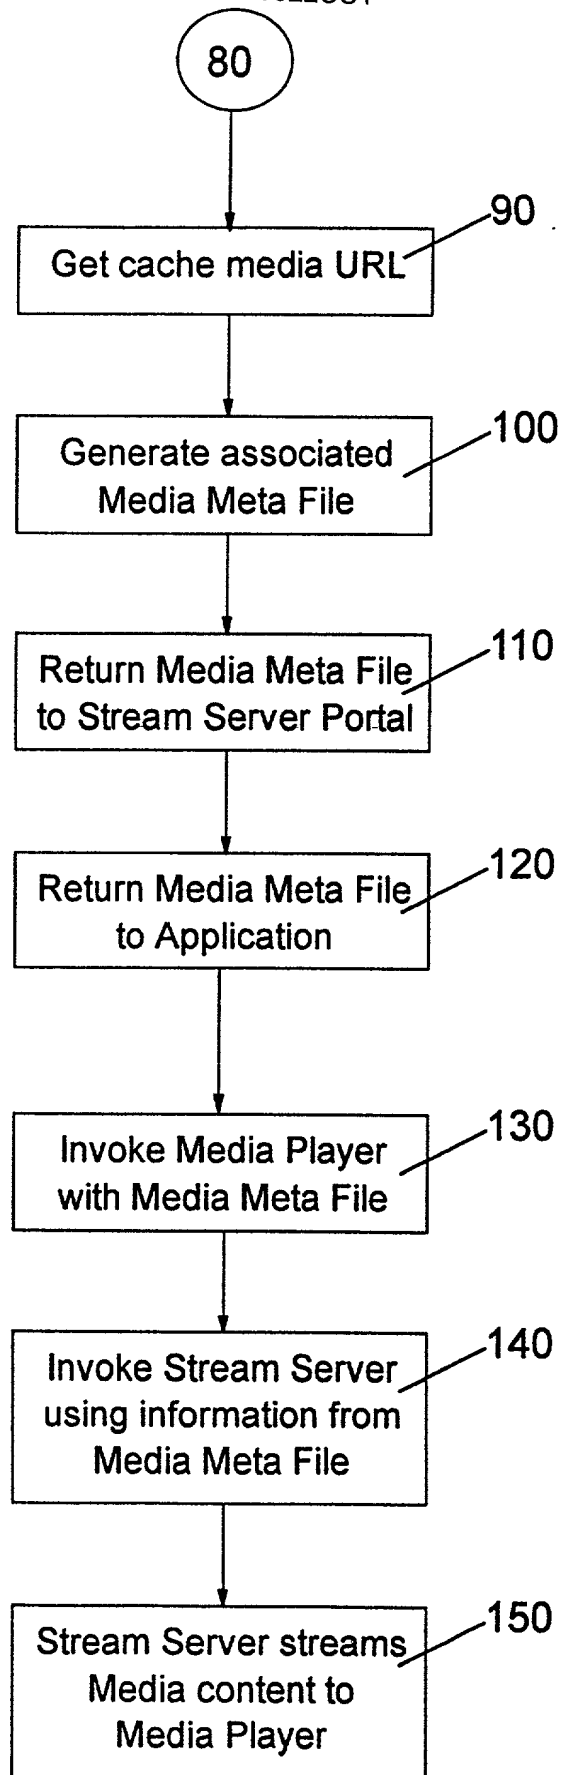 80
90
Get cache media URL
100
Generate associated
Media Meta File
110
Return Media Meta File
to Stream Server Portal
120
Return Media Meta File
to Application
130
Invoke Media Player
with Media Meta File
140
Invoke Stream Server
using information from
Media Meta File
150
Stream Server streams
Media content to
Media Player